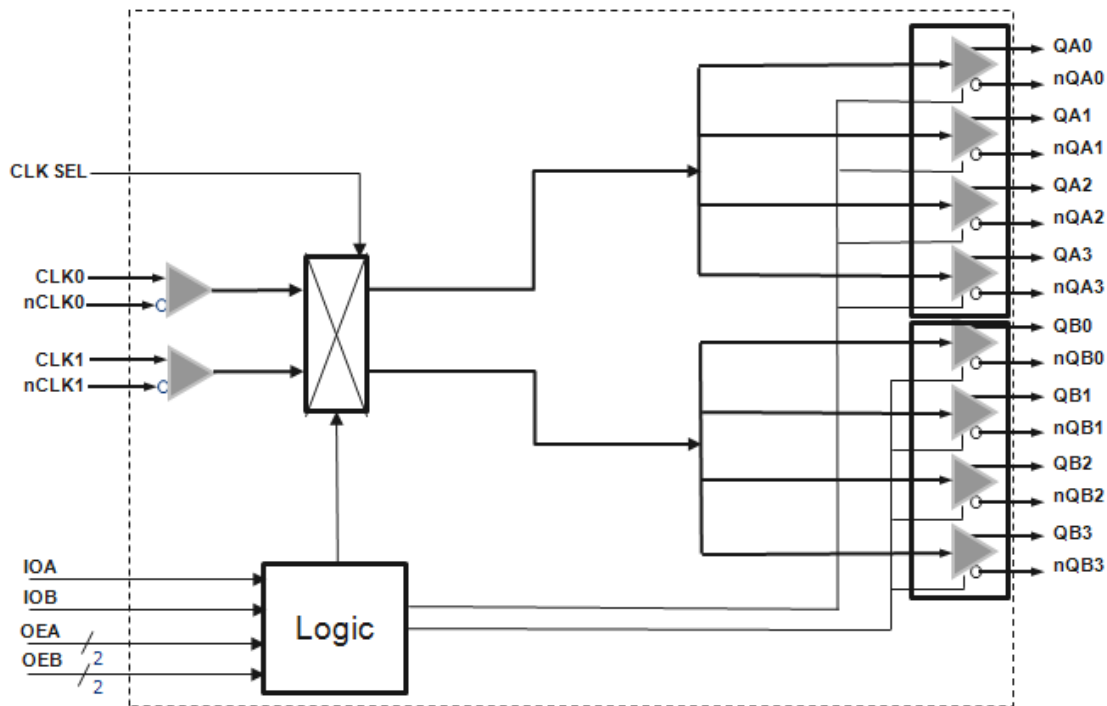 QA0
nQA0
QA1
nQA1
CLK SEL
QA2
nQA2
QA3
CLK0
nQA3
nCLK0
QB0
CLK1
nQB0
nCLK1
QB1
nQB1
QB2
nQB2
QB3
IOA
nQB3
IOB
Logic
OEA
2
OEB
2